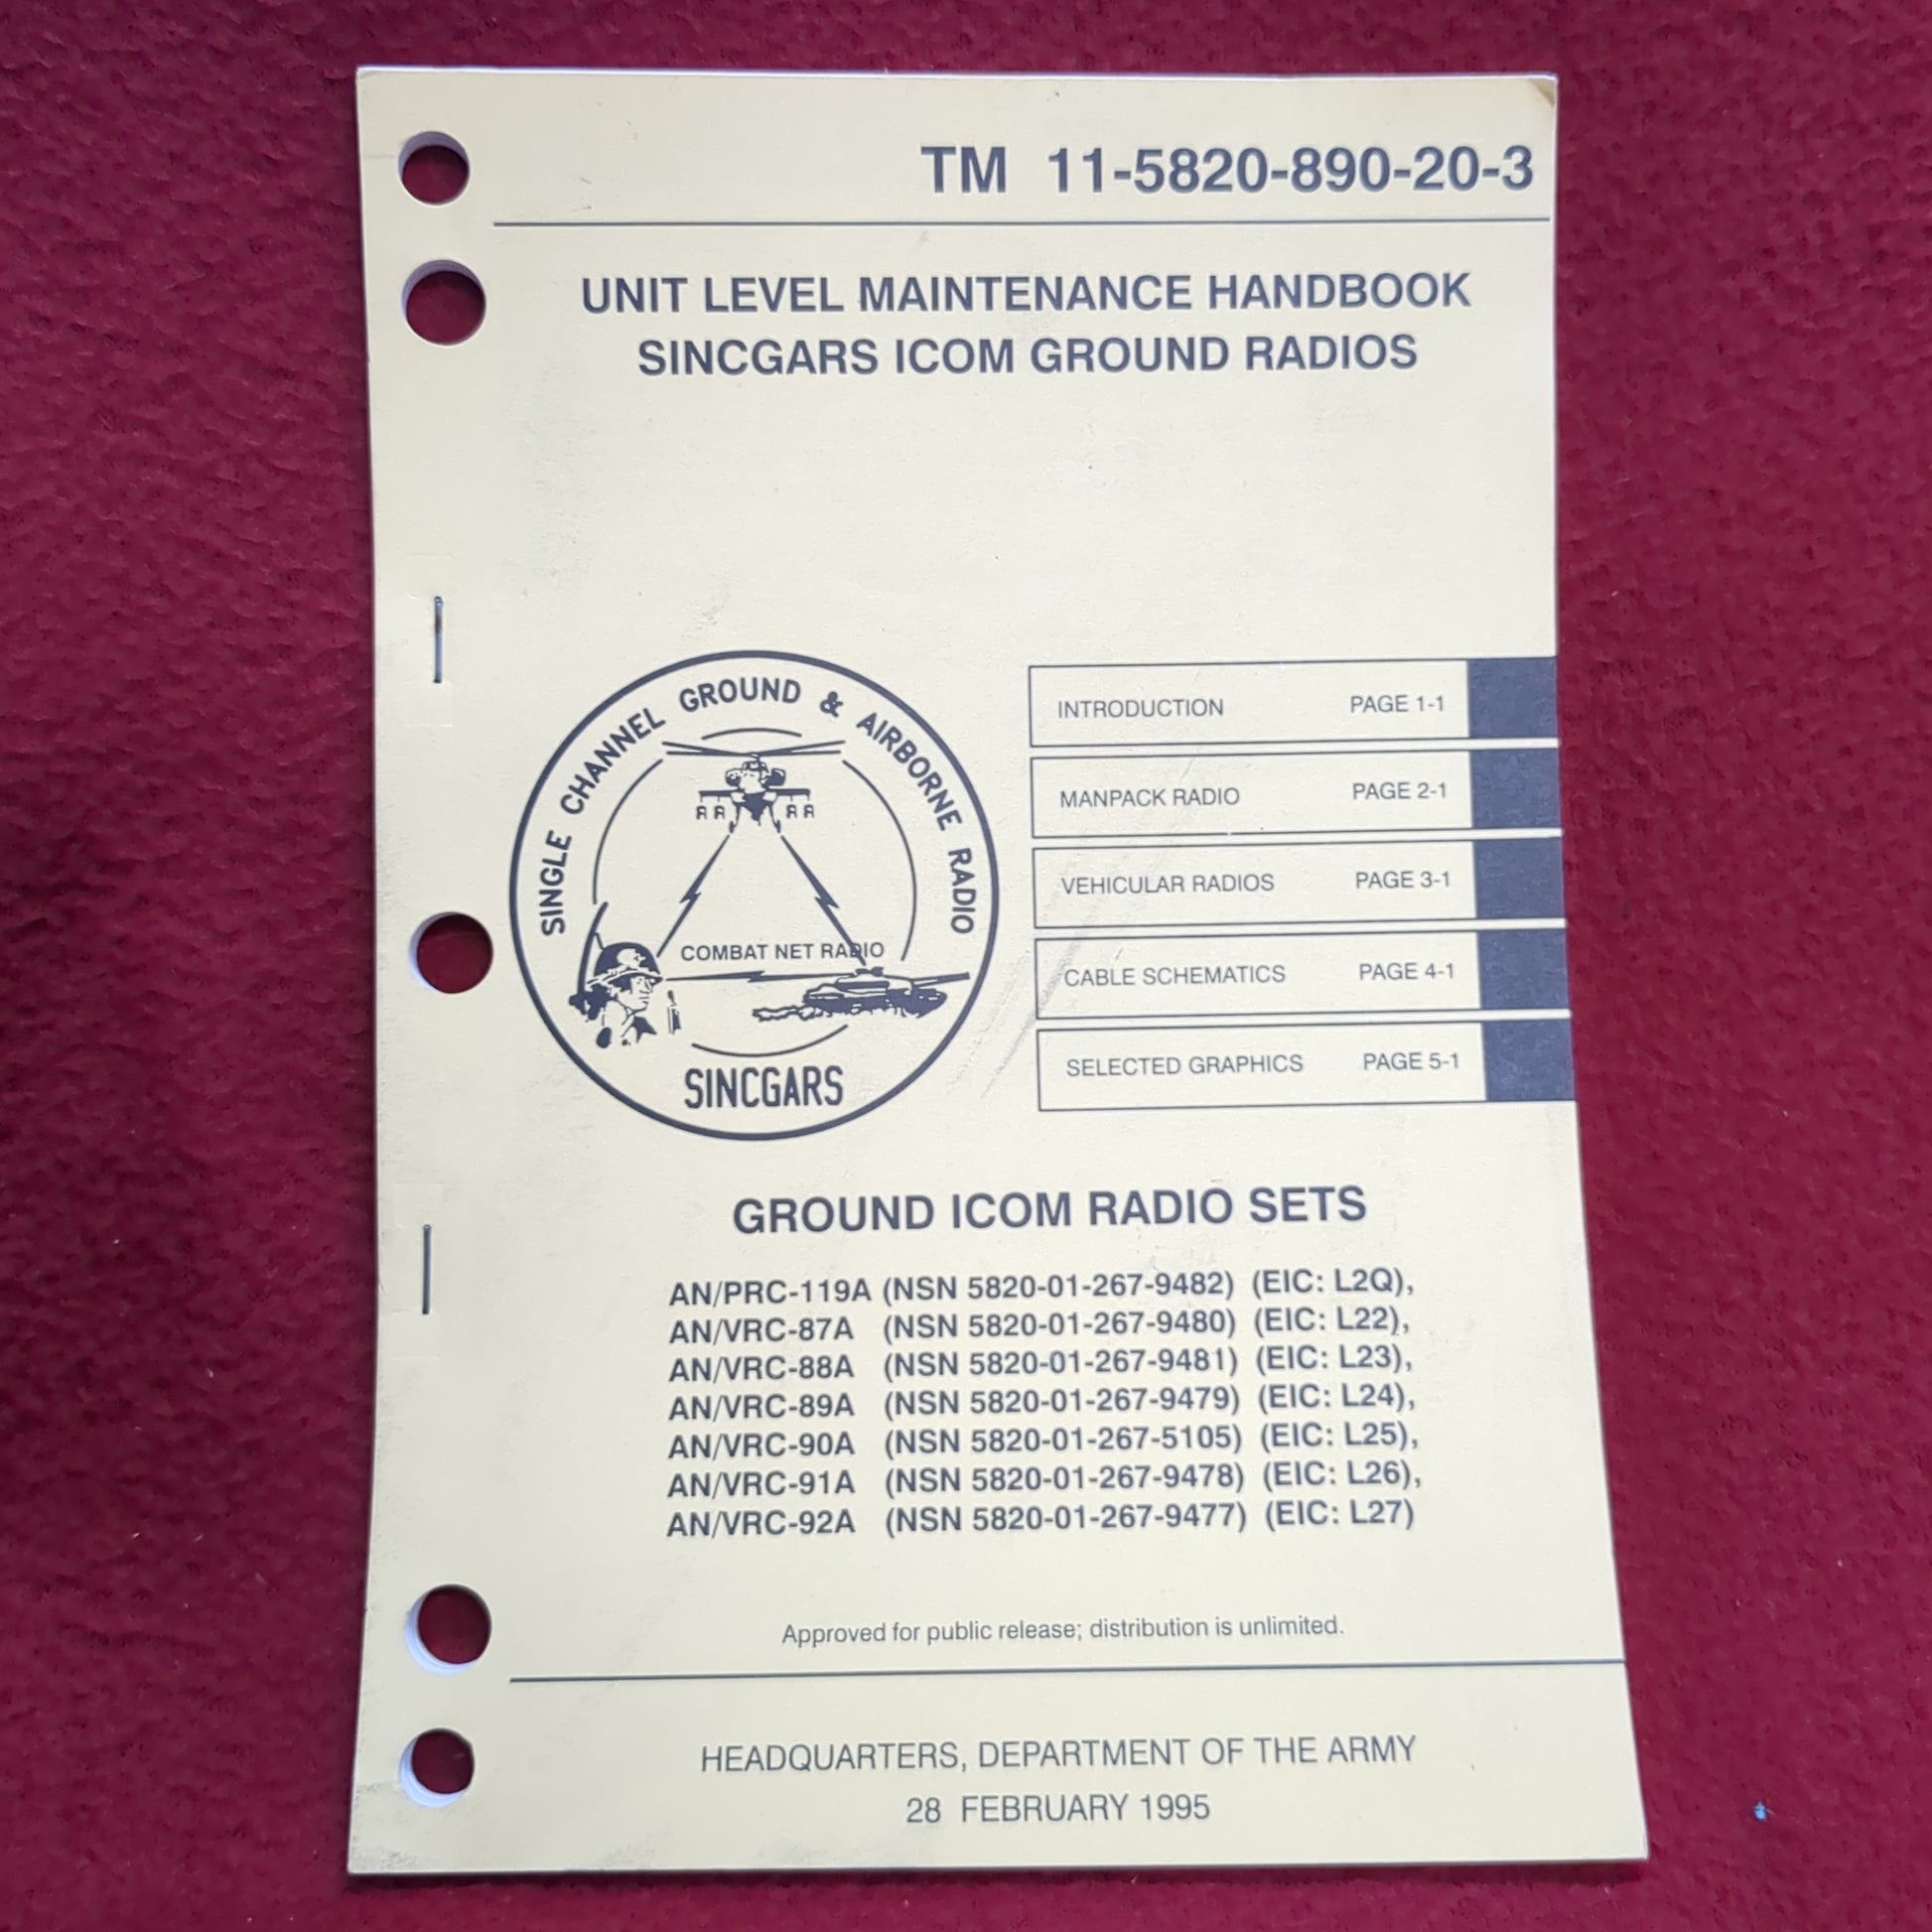 TM 11-5820-890-20-3
UNIT LEVEL MAINTENANCE HANDBOOK
SINCGARS ICOM GROUND RADIOS
SINGLE CHANNEL GROUND & AIRBORNE RADIO
COMBAT NET RADIO
SINCGARS
INTRODUCTION PAGE 1-1
MANPACK RADIO PAGE 2-1
VEHICULAR RADIOS PAGE 3-1
CABLE SCHEMATICS PAGE 4-1
SELECTED GRAPHICS PAGE 5-1
GROUND ICOM RADIO SETS
AN/PRC-119A (NSN 5820-01-267-9482) (EIC: L2Q),
AN/VRC-87A (NSN 5820-01-267-9480) (EIC: L22),
AN/VRC-88A (NSN 5820-01-267-9481) (EIC: L23),
AN/VRC-89A (NSN 5820-01-267-9479) (EIC: L24),
AN/VRC-90A (NSN 5820-01-267-5105) (EIC: L25),
AN/VRC-91A (NSN 5820-01-267-9478) (EIC: L26),
AN/VRC-92A (NSN 5820-01-267-9477) (EIC: L27)
Approved for public release; distribution is unlimited.
HEADQUARTERS, DEPARTMENT OF THE ARMY
28 FEBRUARY 1995